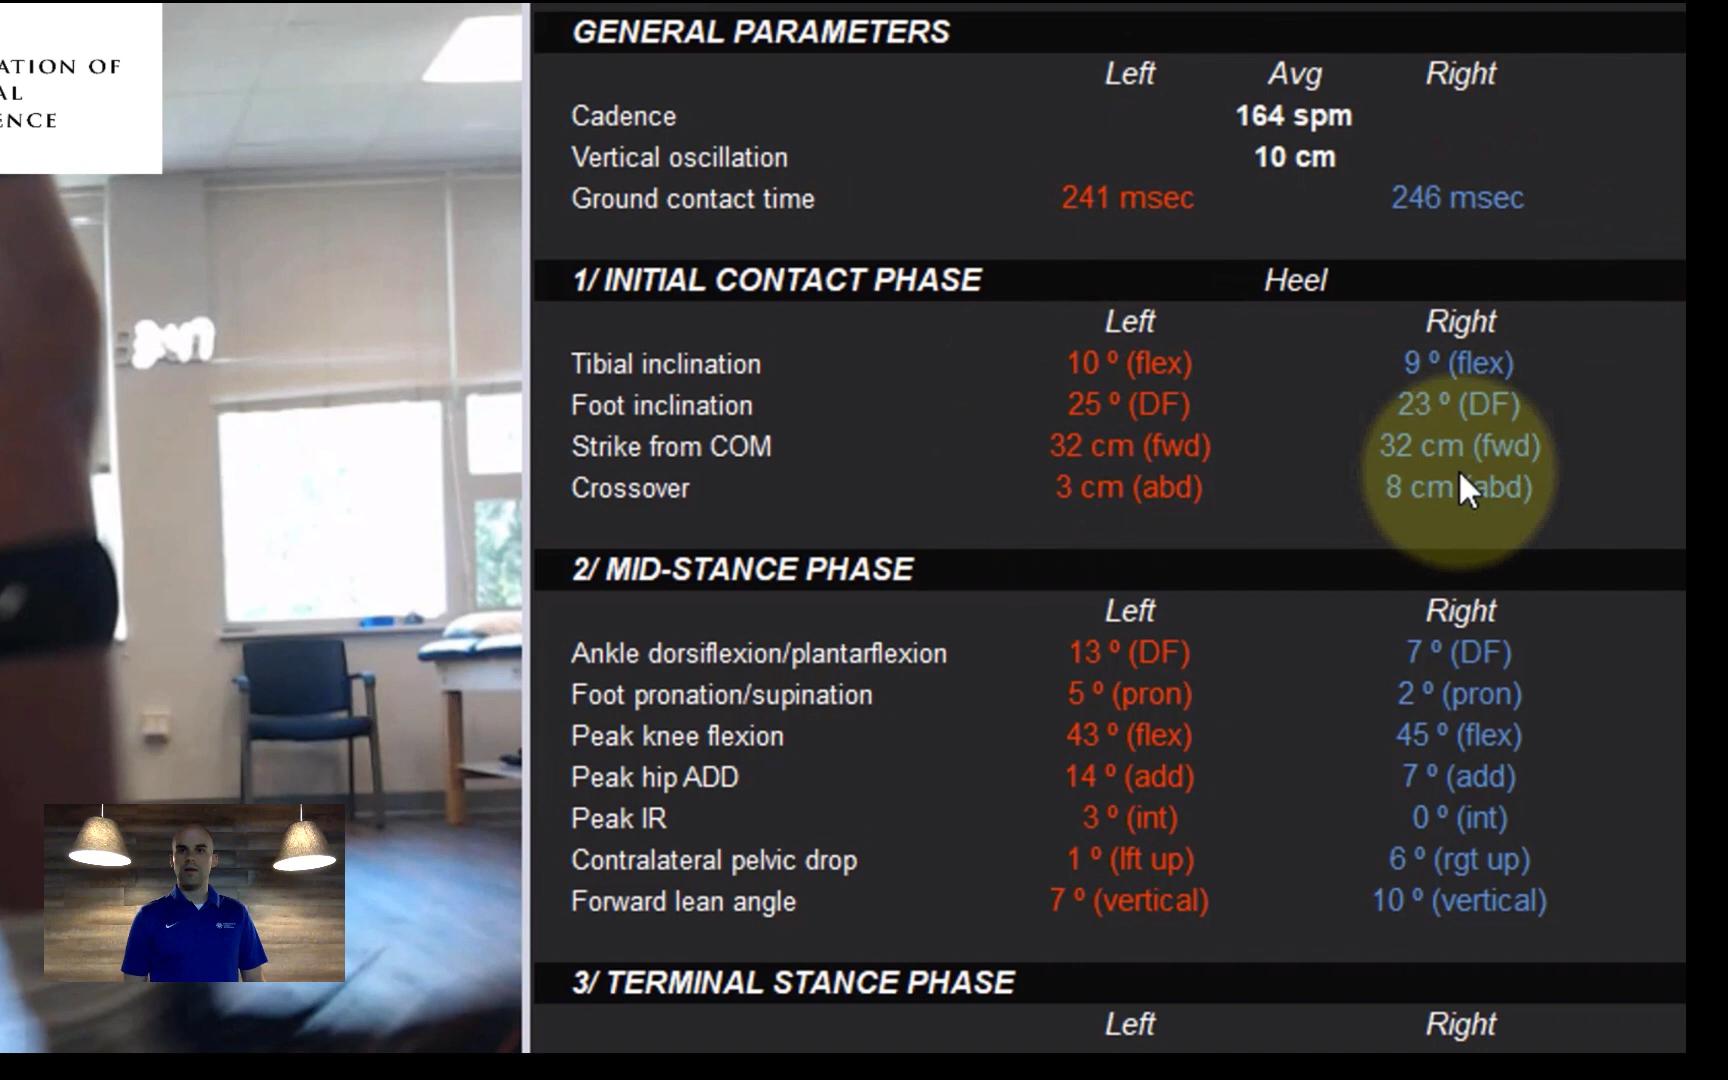 ATION OF
AL
ENCE
GENERAL PARAMETERS
Left Avg Right
Cadence 164 spm
Vertical oscillation 10 cm
Ground contact time 241 msec 246 msec
1/ INITIAL CONTACT PHASE Heel
Left Right
Tibial inclination 10 º (flex) 9 º (flex)
Foot inclination 25 º (DF) 23 º (DF)
Strike from COM 32 cm (fwd) 32 cm (fwd)
Crossover 3 cm (abd) 8 cm (abd)
2/ MID-STANCE PHASE
Left Right
Ankle dorsiflexion/plantarflexion 13 º (DF) 7 º (DF)
Foot pronation/supination 5 º (pron) 2 º (pron)
Peak knee flexion 43 º (flex) 45 º (flex)
Peak hip ADD 14 º (add) 7 º (add)
Peak IR 3 º (int) 0 º (int)
Contralateral pelvic drop 1 º (lft up) 6 º (rgt up)
Forward lean angle 7 º (vertical) 10 º (vertical)
3/ TERMINAL STANCE PHASE
Left Right